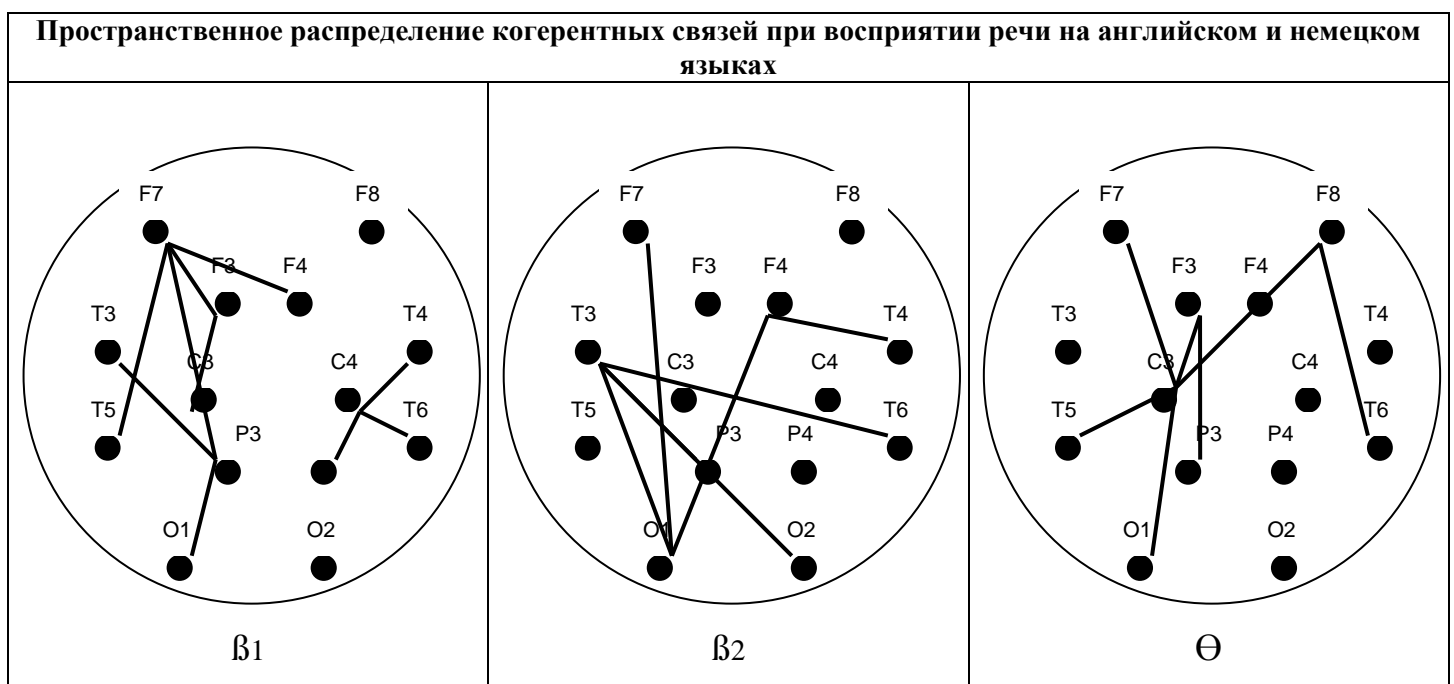 Пространственное распределение когерентных связей при восприятии речи на английском и немецком
языках
F7 F8
F3 F4
T3 T4
C3 C4
T5 T6
P3
O1 O2
ß1
F7 F8
F3 F4
T3 T4
C3 C4
T5 T6
P3 P4
O1 O2
ß2
F7 F8
F3 F4
T3 T4
C3 C4
T5 T6
P3 P4
O1 O2
Ѳ